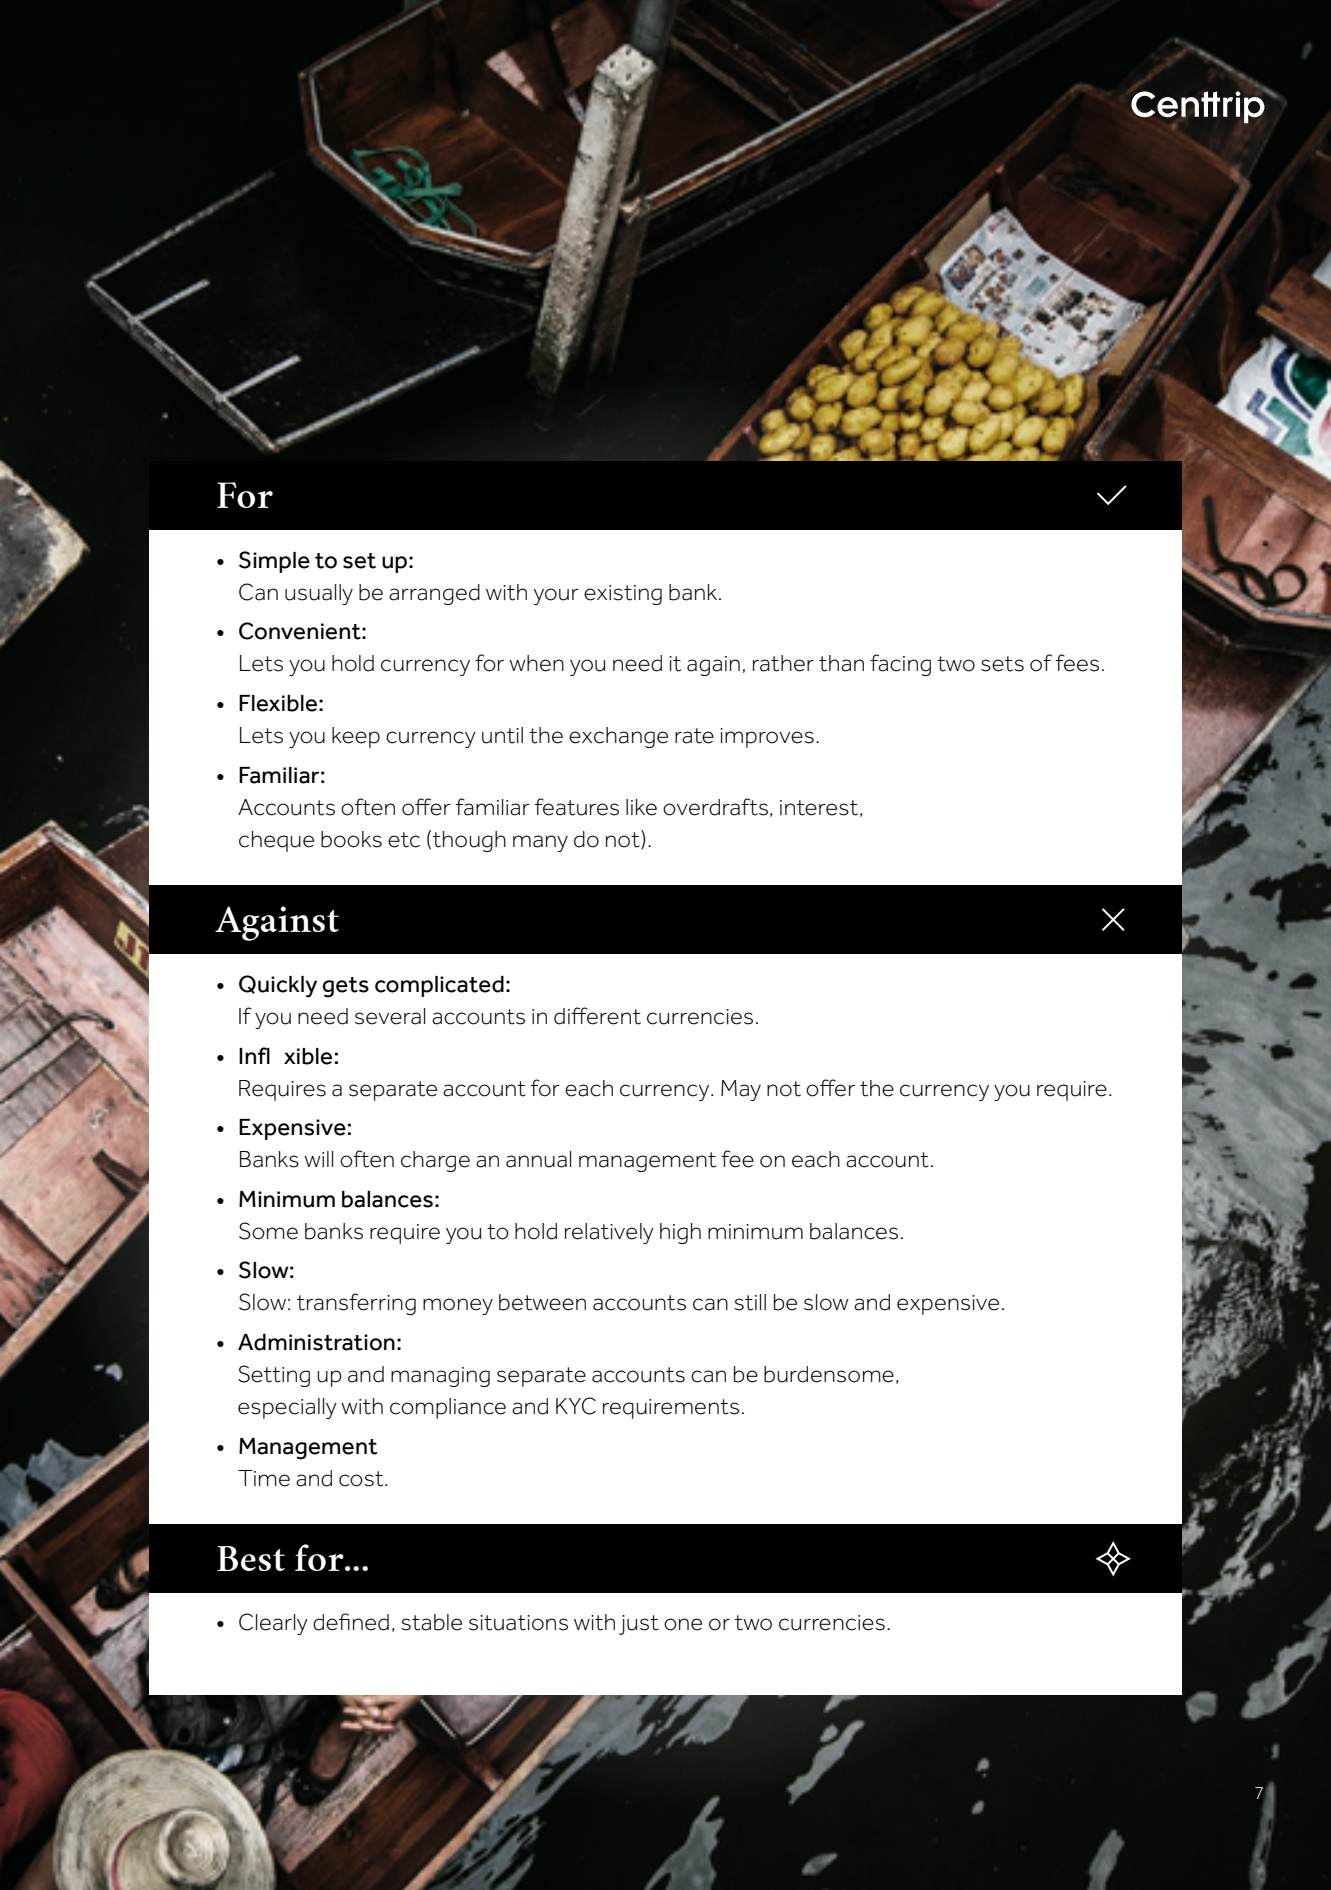 Centtrip
For
• Simple to set up:
Can usually be arranged with your existing bank.
• Convenient:
Lets you hold currency for when you need it again, rather than facing two sets of fees.
• Flexible:
Lets you keep currency until the exchange rate improves.
• Familiar:
Accounts often offer familiar features like overdrafts, interest,
cheque books etc (though many do not).
Against
• Quickly gets complicated:
If you need several accounts in different currencies.
• Infl xible:
Requires a separate account for each currency. May not offer the currency you require.
• Expensive:
Banks will often charge an annual management fee on each account.
• Minimum balances:
Some banks require you to hold relatively high minimum balances.
• Slow:
Slow: transferring money between accounts can still be slow and expensive.
• Administration:
Setting up and managing separate accounts can be burdensome,
especially with compliance and KYC requirements.
• Management
Time and cost.
Best for...
• Clearly defined, stable situations with just one or two currencies.
7